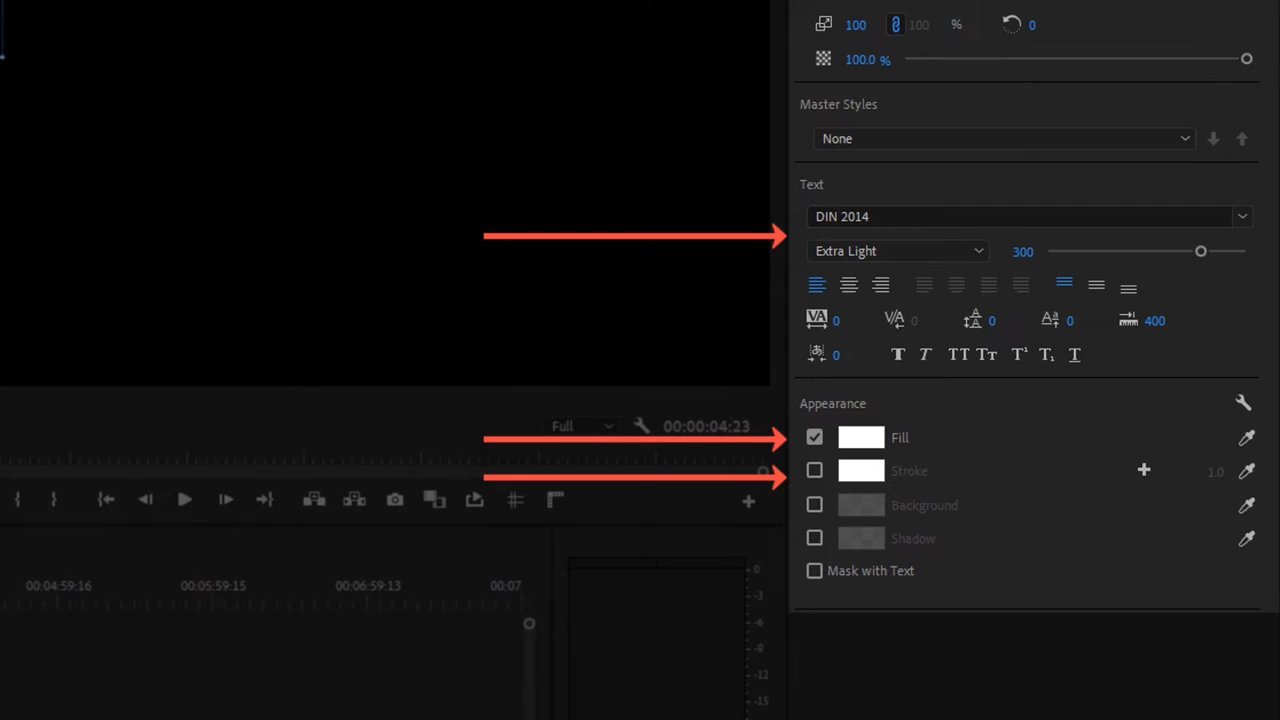 100 100 % 0
100.0 %
Master Styles
None
Text
DIN 2014
Extra Light 300
0 0 0 0 400
0
Appearance
Fill
Stroke 1.0
Background
Shadow
Mask with Text
Full 00:00:04:23
00:04:59:16 00:05:59:15 00:06:59:13 00:07
0
-3
-6
-9
-12
-15